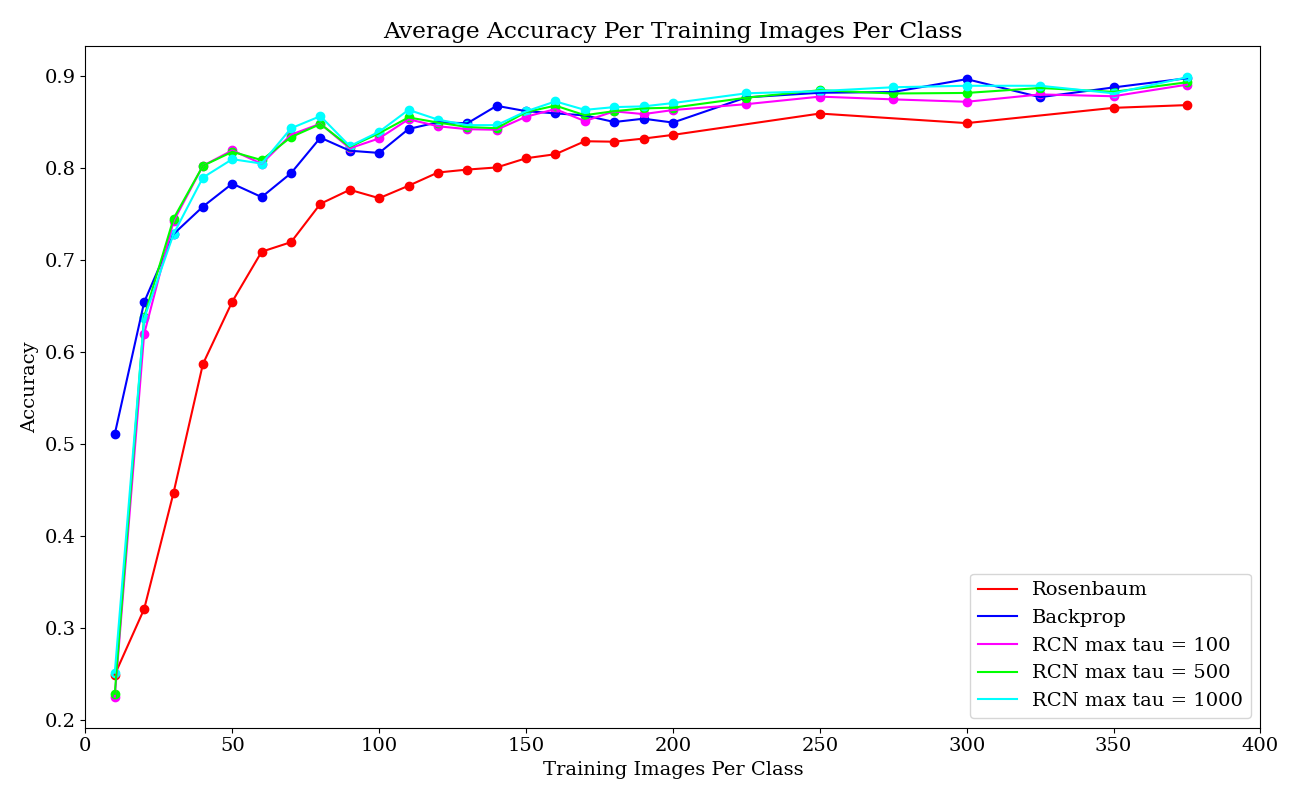 Average Accuracy Per Training Images Per Class
Accuracy
0.9
0.8
0.7
0.6
0.5
0.4
0.3
0.2
0 50 100 150 200 250 300 350 400
Training Images Per Class
Rosenbaum
Backprop
RCN max tau = 100
RCN max tau = 500
RCN max tau = 1000